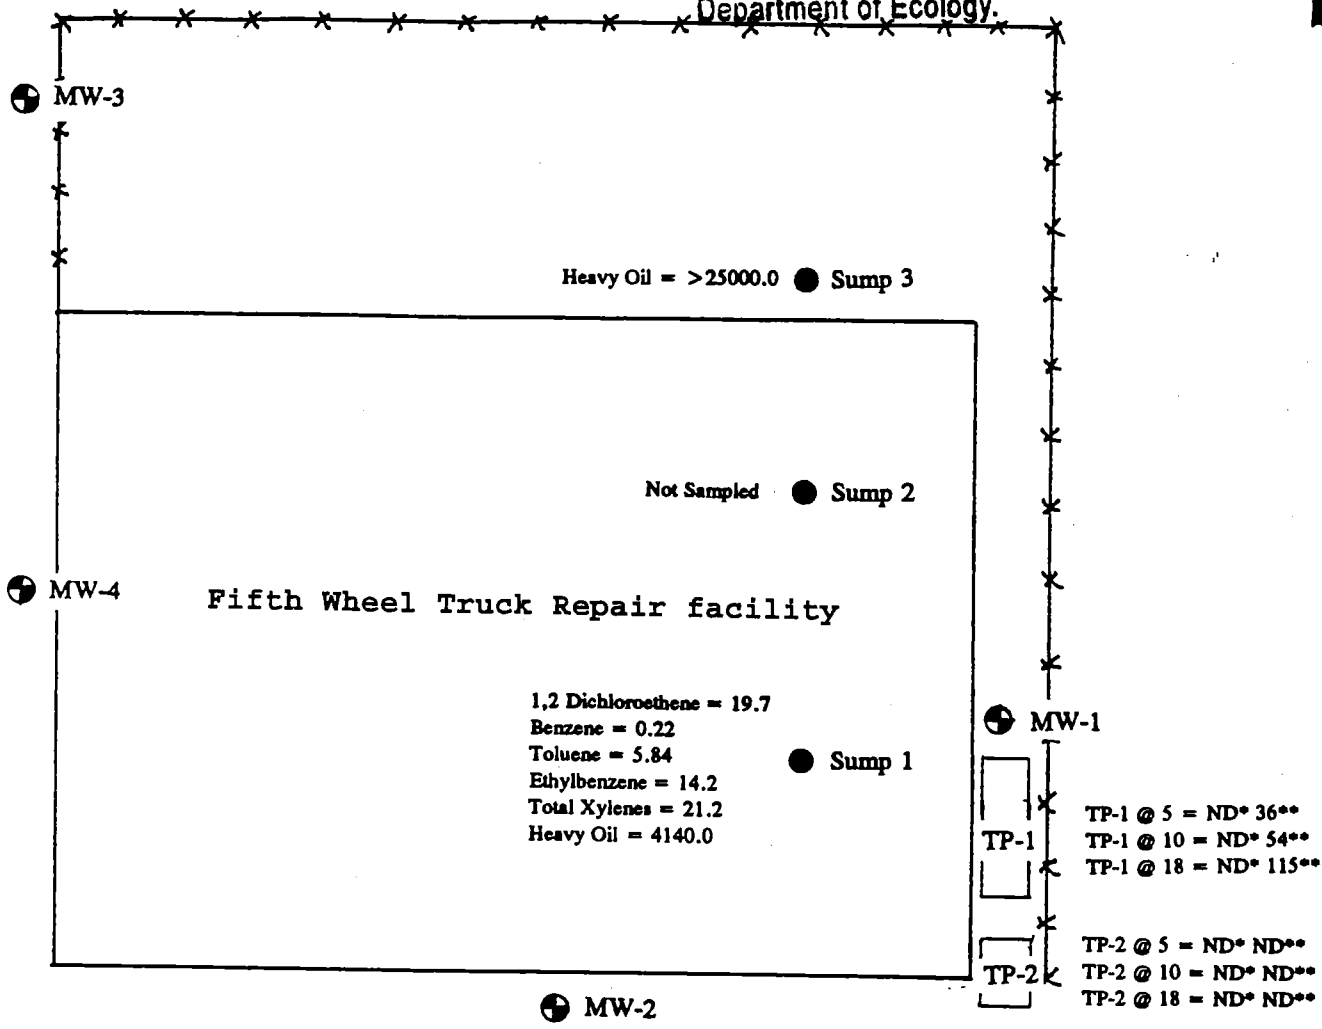 Department of Ecology.
MW-3
Heavy Oil = >25000.0 Sump 3
Not Sampled Sump 2
MW-4
Fifth Wheel Truck Repair facility
1,2 Dichloroethene = 19.7
Benzene = 0.22
Toluene = 5.84
Ethylbenzene = 14.2
Total Xylenes = 21.2
Heavy Oil = 4140.0
Sump 1
MW-1
TP-1
TP-1 @ 5 = ND* 36**
TP-1 @ 10 = ND* 54**
TP-1 @ 18 = ND* 115**
TP-2
TP-2 @ 5 = ND* ND**
TP-2 @ 10 = ND* ND**
TP-2 @ 18 = ND* ND**
MW-2